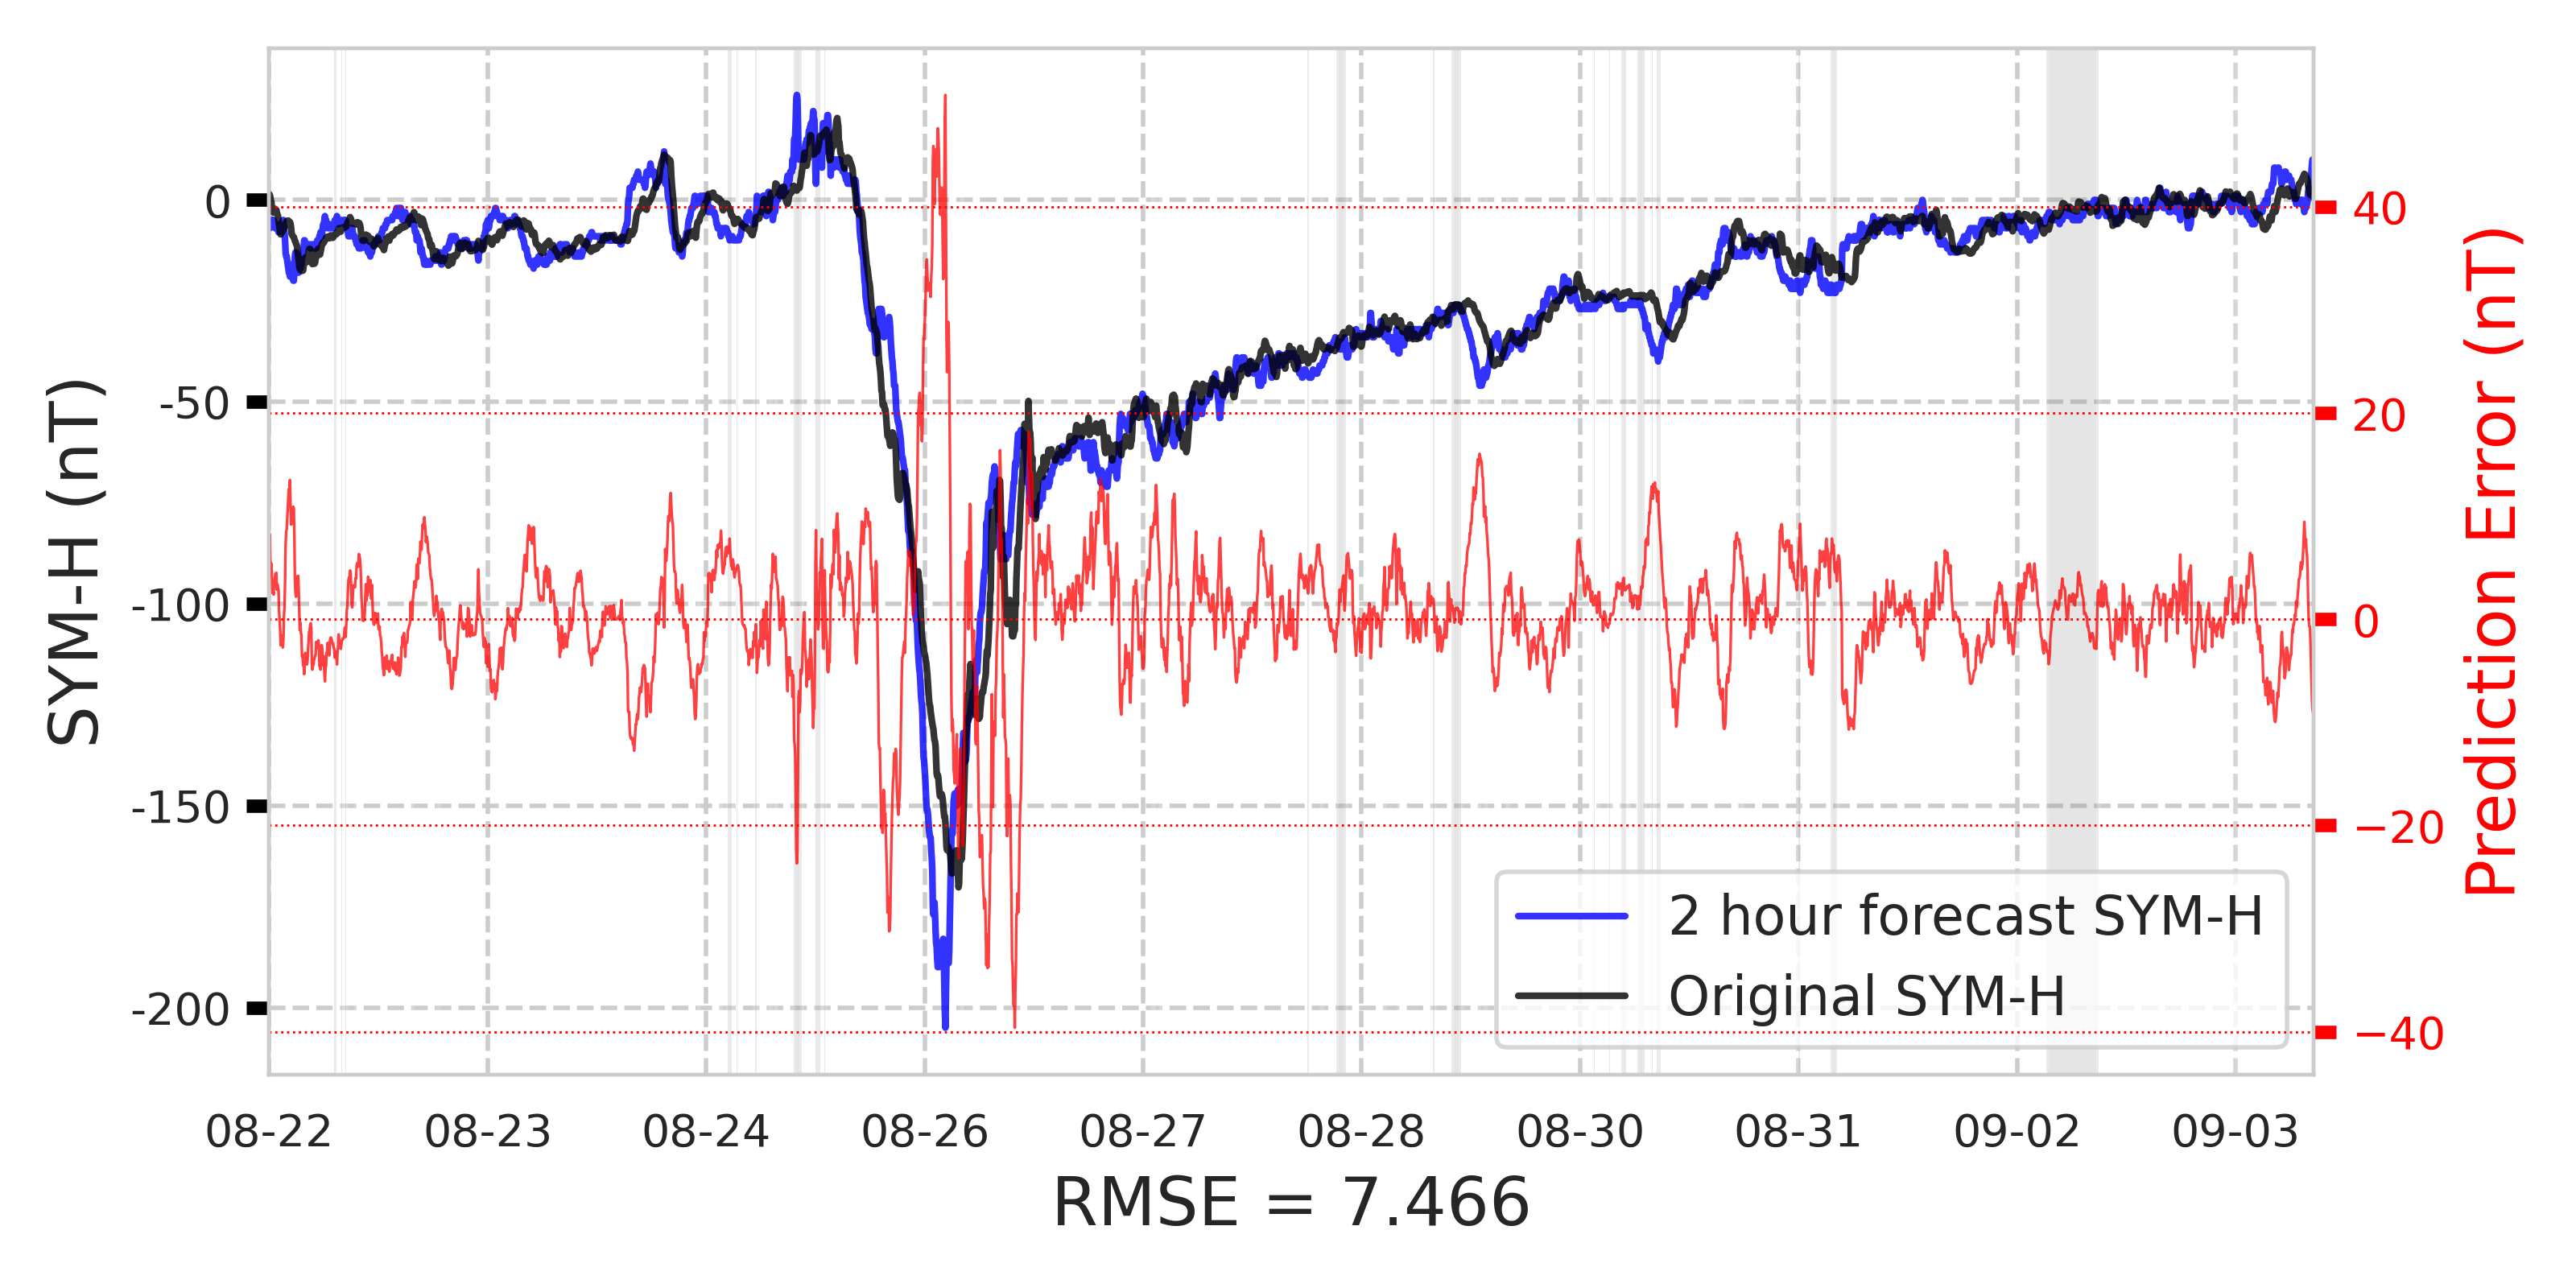 SYM-H (nT)
0
-50
-100
-150
-200
40
20
0
−20
−40
Prediction Error (nT)
2 hour forecast SYM-H
Original SYM-H
08-22 08-23 08-24 08-26 08-27 08-28 08-30 08-31 09-02 09-03
RMSE = 7.466